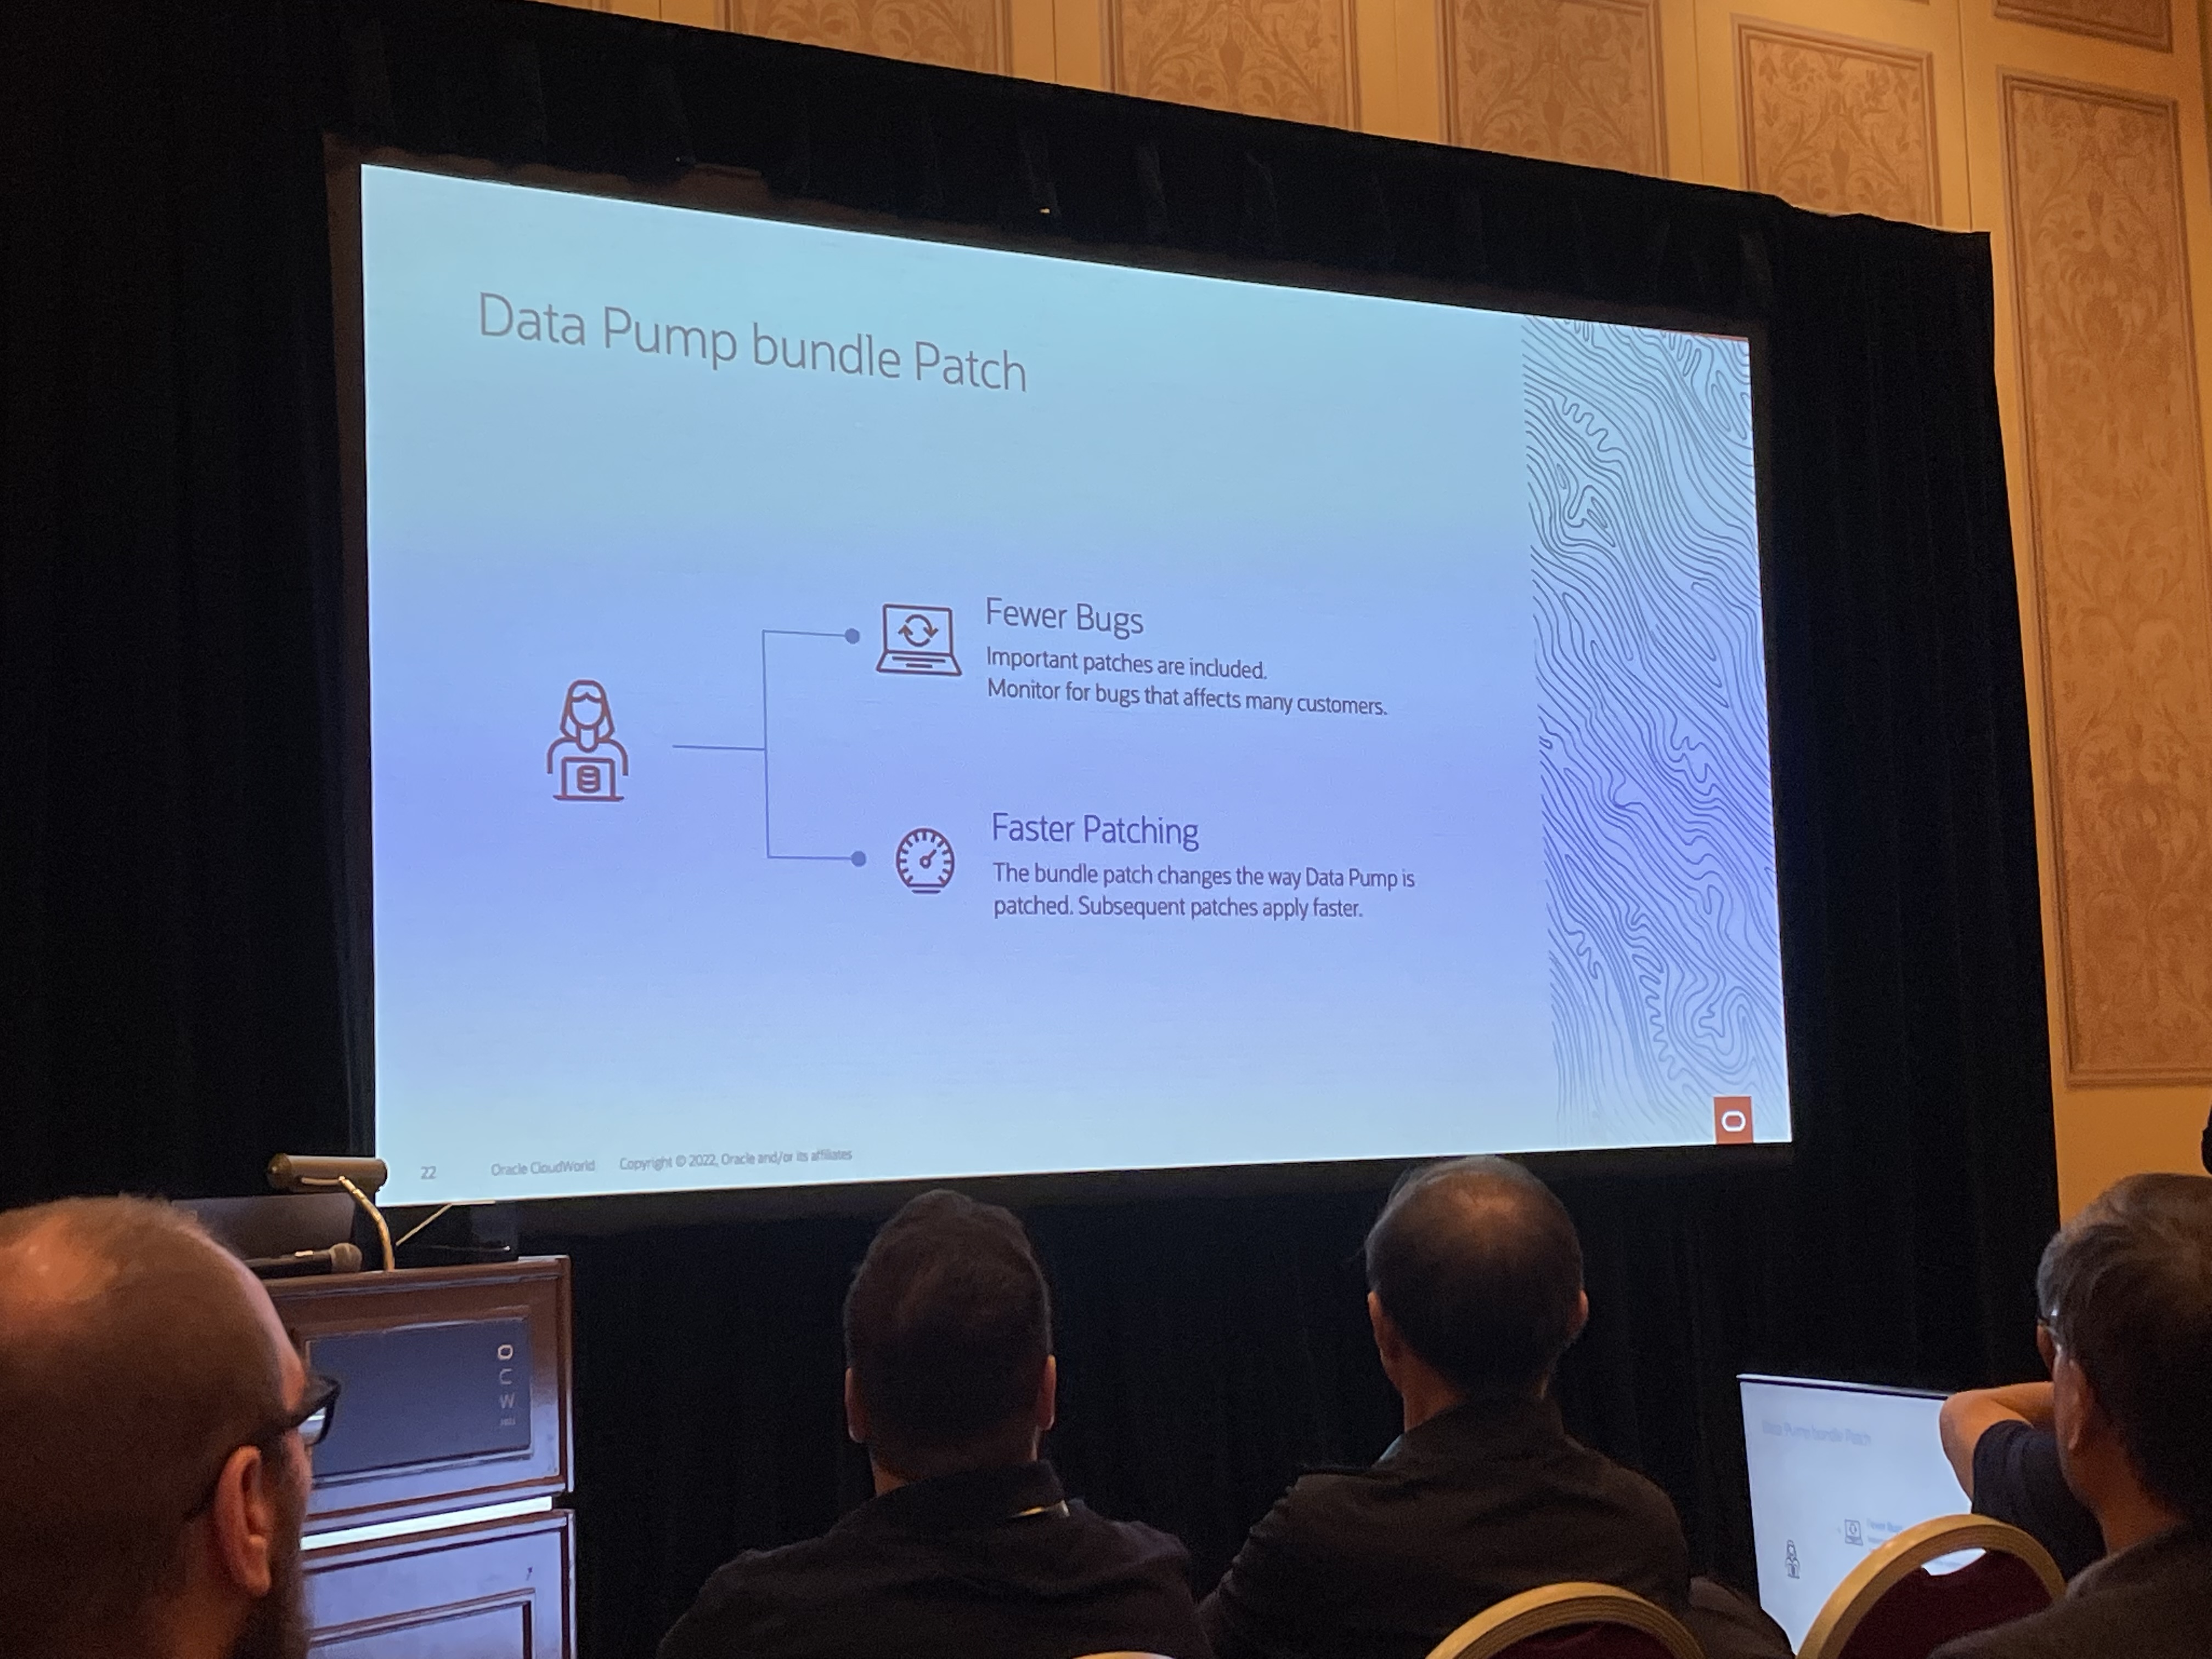 Data Pump bundle Patch
Fewer Bugs
Important patches are included.
Monitor for bugs that affects many customers.
Faster Patching
The bundle patch changes the way Data Pump is
patched. Subsequent patches apply faster.
22 Oracle CloudWorld Copyright © 2022, Oracle and/or its affiliates
O
C
W
Data Pump bundle Patch